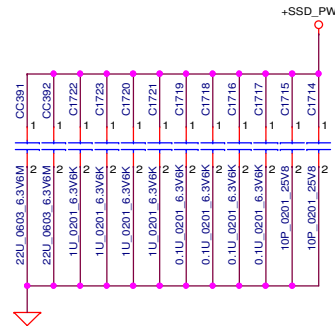 +SSD_PW
CC391
CC392
C1722
C1723
C1720
C1721
C1719
C1718
C1716
C1717
C1715
C1714
1 1 1 1 1 1 1 1 1 1 1 1
2 2 2 2 2 2 2 2 2 2 2 2
22U_0603_6.3V6M
22U_0603_6.3V6M
1U_0201_6.3V6K
1U_0201_6.3V6K
1U_0201_6.3V6K
1U_0201_6.3V6K
0.1U_0201_6.3V6K
0.1U_0201_6.3V6K
0.1U_0201_6.3V6K
0.1U_0201_6.3V6K
10P_0201_25V8
10P_0201_25V8